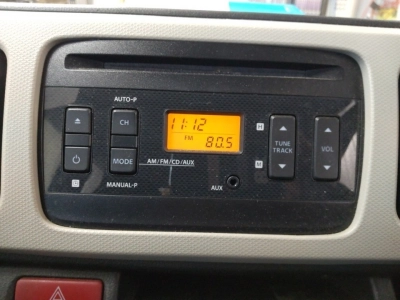 AUTO-P
CH
MODE
MANUAL-P
AM/FM/CD/AUX
11:12
FM 80.5
AUX
TUNE
TRACK
VOL